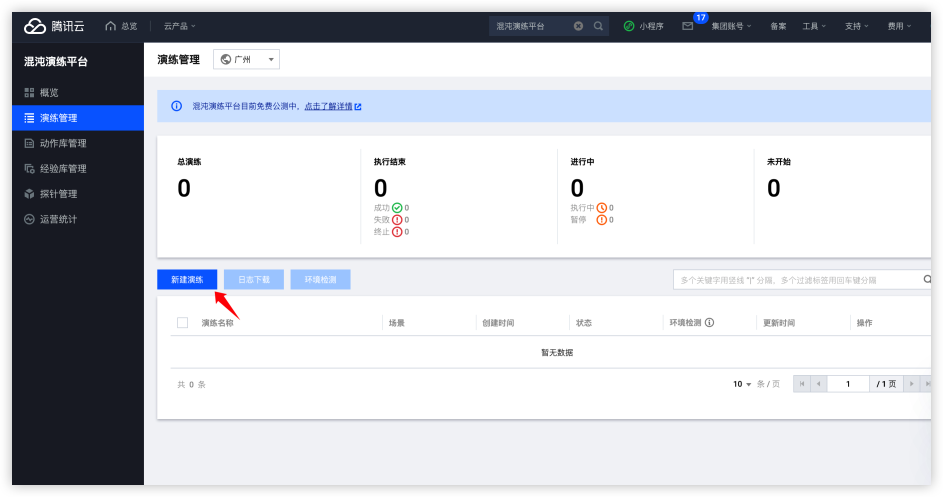 腾讯云 总览 云产品 混沌演练平台 小程序 17 集团账号 备案 工具 支持 费用
混沌演练平台
概览
演练管理
动作库管理
经验库管理
探针管理
运营统计
演练管理 广州
混沌演练平台目前免费公测中，点击了解详情
总演练 执行结束 进行中 未开始
0 0 0 0
成功 0 执行中 0
失败 0 暂停 0
终止 0
新建演练 日志下载 环境检测 多个关键字用竖线 "|" 分隔，多个过滤标签用回车键分隔
演练名称 场景 创建时间 状态 环境检测 更新时间 操作
暂无数据
共 0 条 10 条 / 页 1 / 1 页